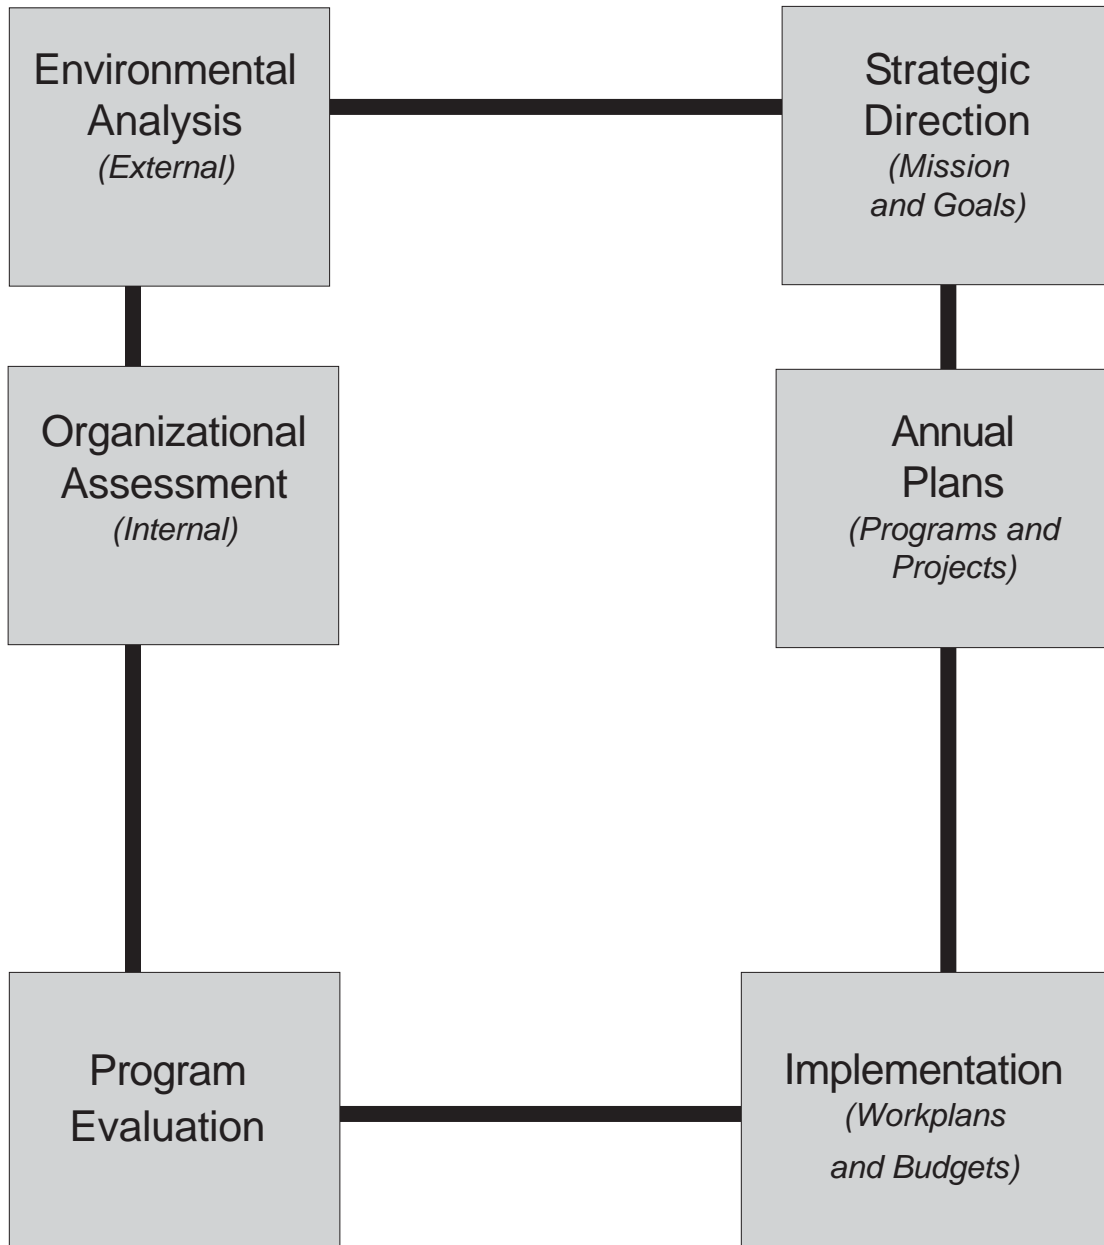 Environmental
Analysis
(External)
Strategic
Direction
(Mission
and Goals)
Organizational
Assessment
(Internal)
Annual
Plans
(Programs and
Projects)
Program
Evaluation
Implementation
(Workplans
and Budgets)